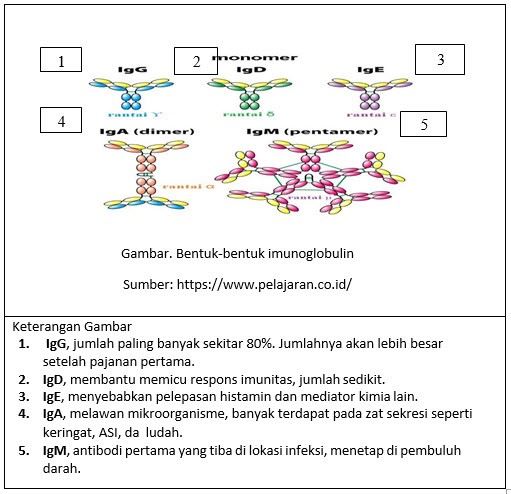 1
2
monomer
3
IgG
IgD
IgE
rantai γ
rantai δ
rantai ε
4
5
IgA (dimer)
IgM (pentamer)
rantai α
rantai μ
Gambar. Bentuk-bentuk imunoglobulin
Sumber: https://www.pelajaran.co.id/
Keterangan Gambar
1. IgG, jumlah paling banyak sekitar 80%. Jumlahnya akan lebih besar
setelah pajanan pertama.
2. IgD, membantu memicu respons imunitas, jumlah sedikit.
3. IgE, menyebabkan pelepasan histamin dan mediator kimia lain.
4. IgA, melawan mikroorganisme, banyak terdapat pada zat sekresi seperti
keringat, ASI, da ludah.
5. IgM, antibodi pertama yang tiba di lokasi infeksi, menetap di pembuluh
darah.